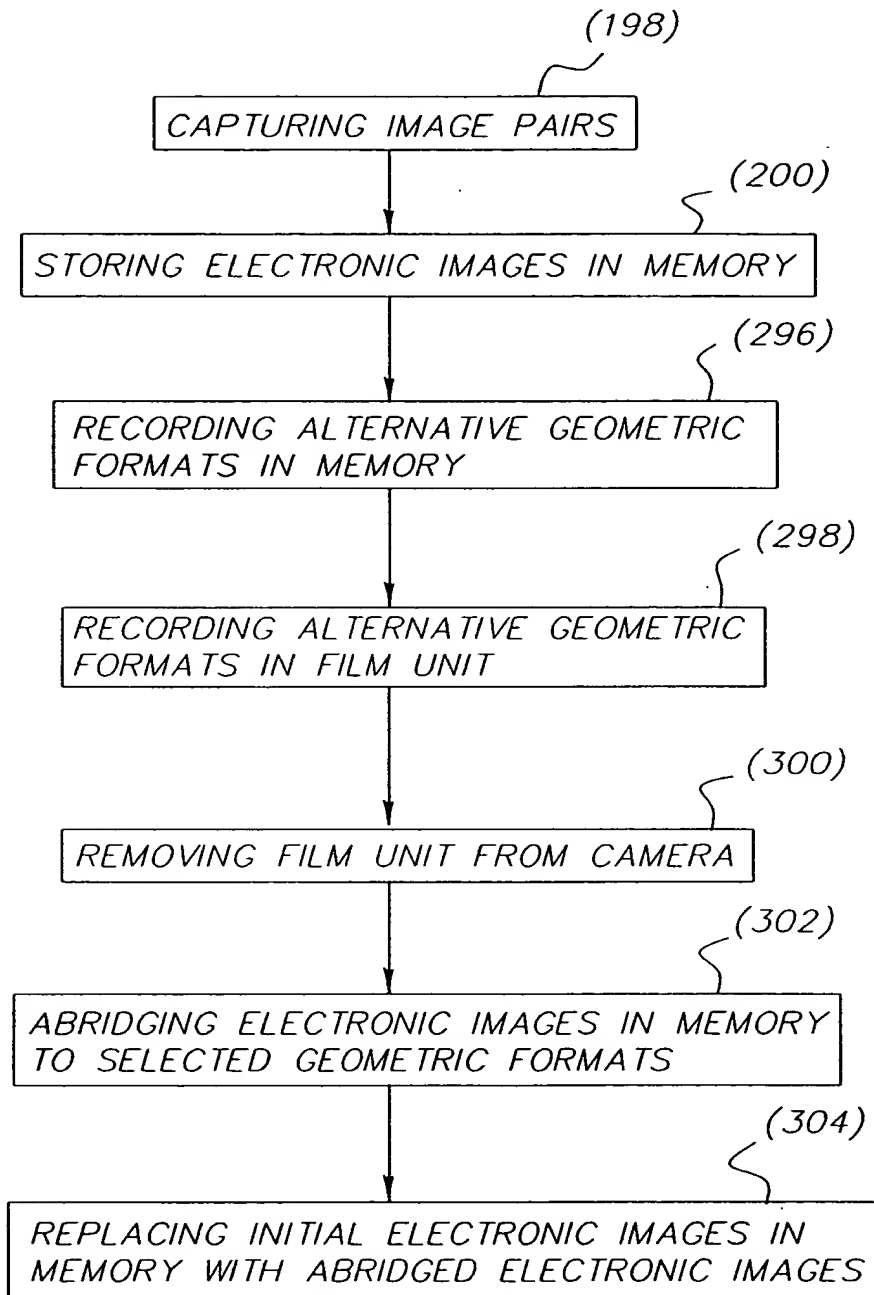 (198)
CAPTURING IMAGE PAIRS
(200)
STORING ELECTRONIC IMAGES IN MEMORY
(296)
RECORDING ALTERNATIVE GEOMETRIC
FORMATS IN MEMORY
(298)
RECORDING ALTERNATIVE GEOMETRIC
FORMATS IN FILM UNIT
(300)
REMOVING FILM UNIT FROM CAMERA
(302)
ABRIDGING ELECTRONIC IMAGES IN MEMORY
TO SELECTED GEOMETRIC FORMATS
(304)
REPLACING INITIAL ELECTRONIC IMAGES IN
MEMORY WITH ABRIDGED ELECTRONIC IMAGES